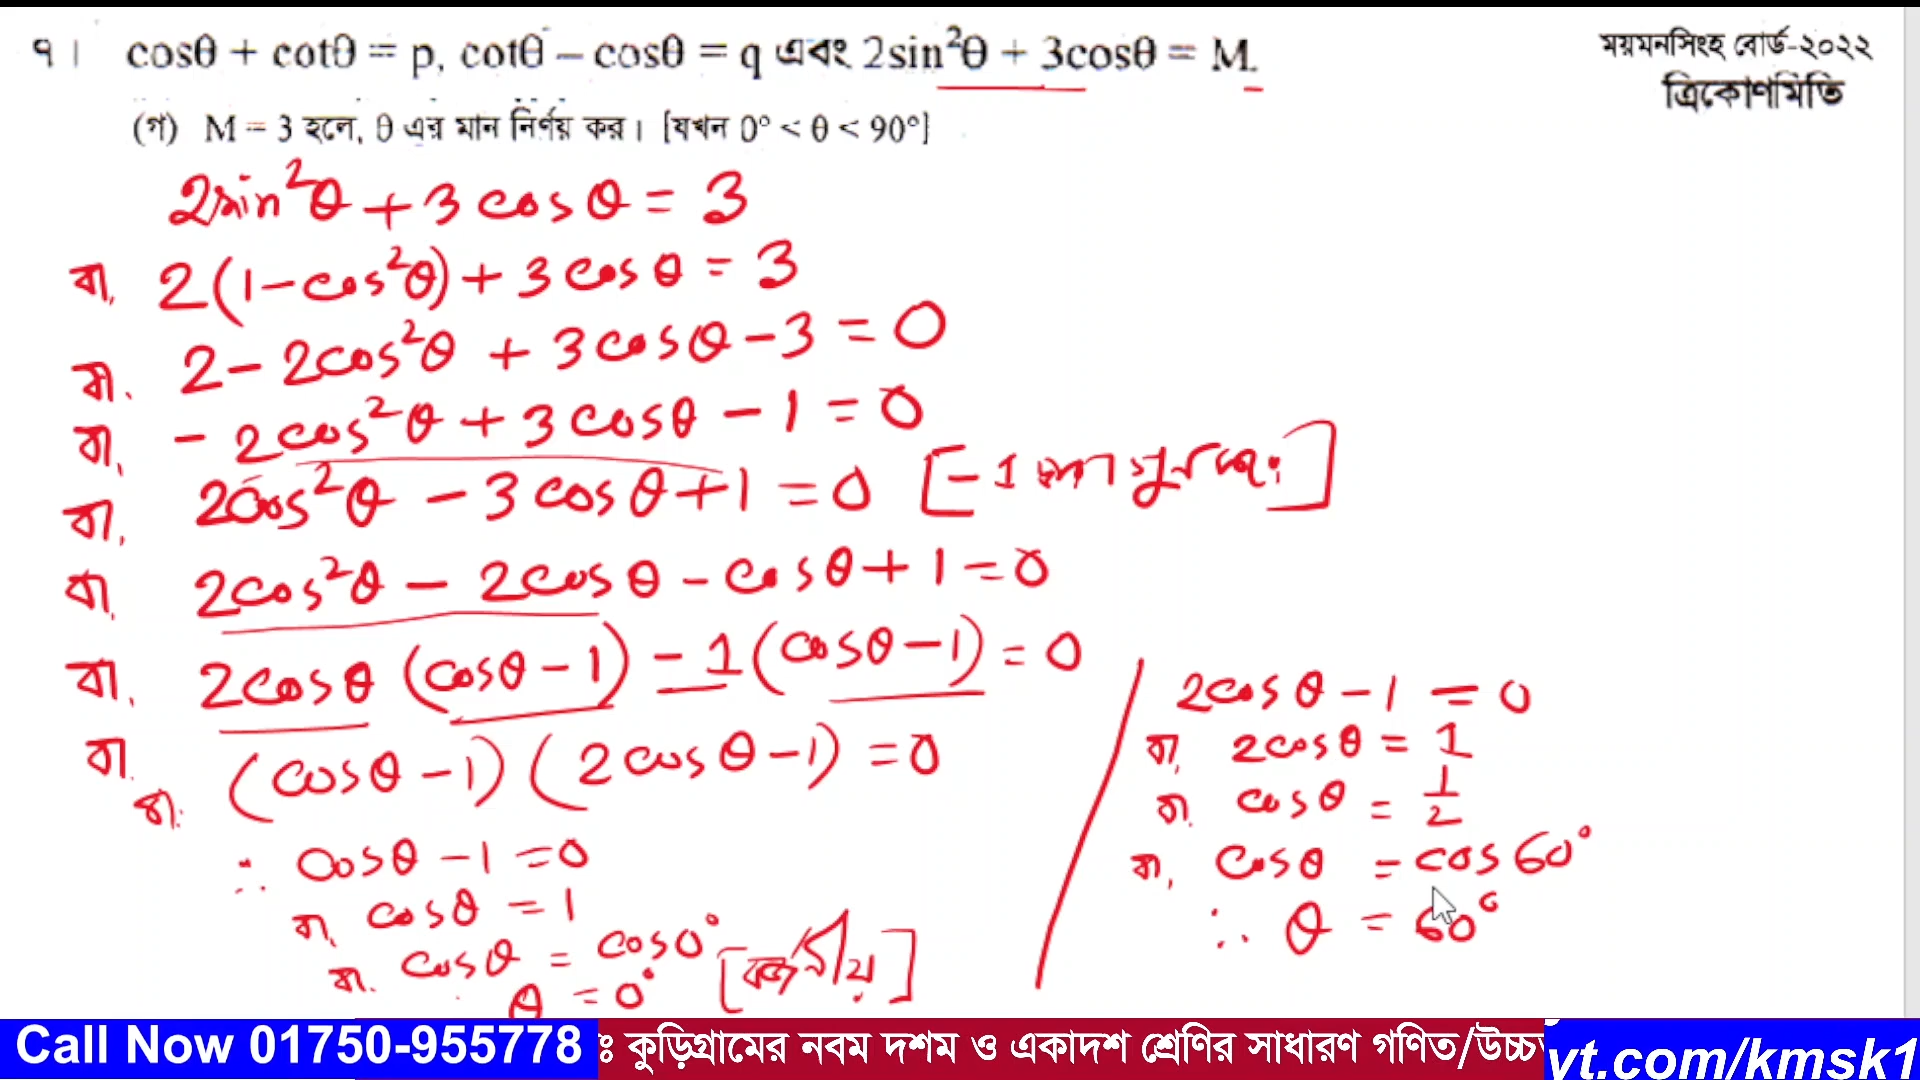 ৭। cosθ + cotθ = p, cotθ – cosθ = q এবং 2sin²θ + 3cosθ = M.
ময়মনসিংহ বোর্ড-২০২২
ত্রিকোণমিতি
(গ) M = 3 হলে, θ এর মান নির্ণয় কর। [যখন 0° < θ < 90°]
2sin²θ + 3cosθ = 3
বা, 2(1-cos²θ) + 3cosθ = 3
বা, 2 - 2cos²θ + 3cosθ - 3 = 0
বা, -2cos²θ + 3cosθ - 1 = 0
বা, 2cos²θ - 3cosθ + 1 = 0 [-1
বা, 2cos²θ - 2cosθ - cosθ + 1 = 0
বা, 2cosθ (cosθ - 1) - 1 (cosθ - 1) = 0
বা, (cosθ - 1) (2cosθ - 1) = 0
বা,
∴ cosθ - 1 = 0
বা, cosθ = 1
বা, cosθ = cos0°
θ = 0° [বর্জনীয়]
2cosθ - 1 = 0
বা, 2cosθ = 1
বা, cosθ = 1/2
বা, cosθ = cos60°
∴ θ = 60°
Call Now 01750-955778
ঃ কুড়িগ্রামের নবম দশম ও একাদশ শ্রেণির সাধারণ গণিত/উচ্চ
yt.com/kmsk1